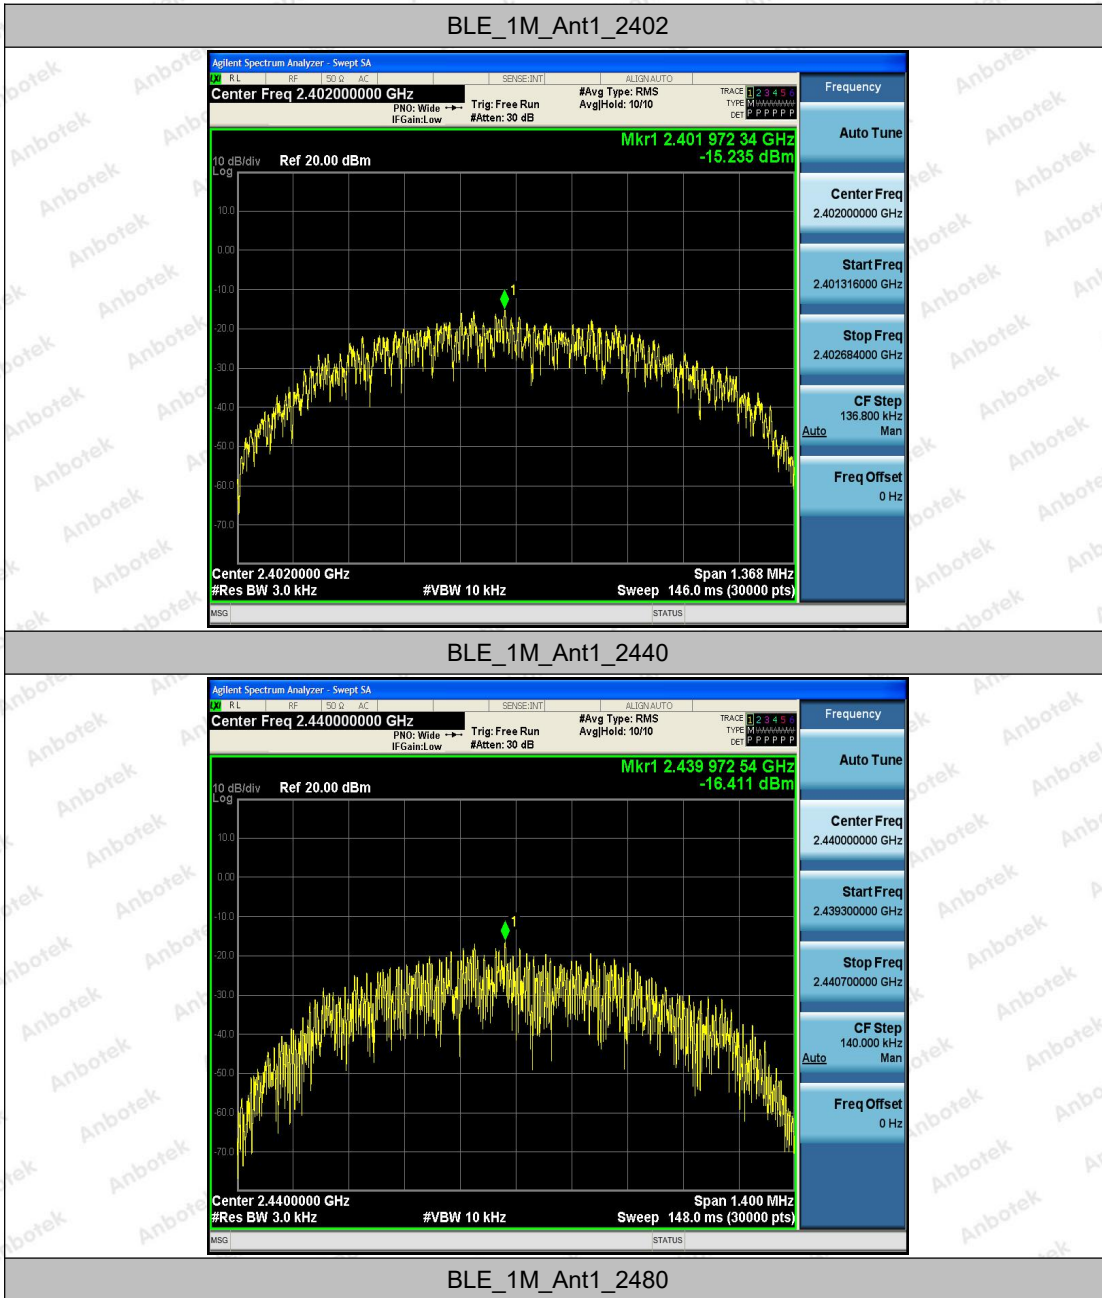 BLE_1M_Ant1_2402
Agilent Spectrum Analyzer - Swept SA
LXI RL RF 50 Ω AC SENSE:INT ALIGNAUTO
Center Freq 2.402000000 GHz
PNO: Wide
IFGain:Low
Trig: Free Run
#Atten: 30 dB
#Avg Type: RMS
Avg|Hold: 10/10
TRACE 1 2 3 4 5 6
TYPE M
DET P P P P P P
Mkr1 2.401 972 34 GHz
-15.235 dBm
10 dB/div Ref 20.00 dBm
Log
10.0
0.00
-10.0
-20.0
-30.0
-40.0
-50.0
-60.0
-70.0
1
Center 2.4020000 GHz Span 1.368 MHz
#Res BW 3.0 kHz #VBW 10 kHz Sweep 146.0 ms (30000 pts)
MSG STATUS
Frequency
Auto Tune
Center Freq
2.402000000 GHz
Start Freq
2.401316000 GHz
Stop Freq
2.402684000 GHz
CF Step
136.800 kHz
Auto Man
Freq Offset
0 Hz
BLE_1M_Ant1_2440
Agilent Spectrum Analyzer - Swept SA
LXI RL RF 50 Ω AC SENSE:INT ALIGNAUTO
Center Freq 2.440000000 GHz
PNO: Wide
IFGain:Low
Trig: Free Run
#Atten: 30 dB
#Avg Type: RMS
Avg|Hold: 10/10
TRACE 1 2 3 4 5 6
TYPE M
DET P P P P P P
Mkr1 2.439 972 54 GHz
-16.411 dBm
10 dB/div Ref 20.00 dBm
Log
10.0
0.00
-10.0
-20.0
-30.0
-40.0
-50.0
-60.0
-70.0
1
Center 2.4400000 GHz Span 1.400 MHz
#Res BW 3.0 kHz #VBW 10 kHz Sweep 148.0 ms (30000 pts)
MSG STATUS
Frequency
Auto Tune
Center Freq
2.440000000 GHz
Start Freq
2.439300000 GHz
Stop Freq
2.440700000 GHz
CF Step
140.000 kHz
Auto Man
Freq Offset
0 Hz
BLE_1M_Ant1_2480
Anbotek